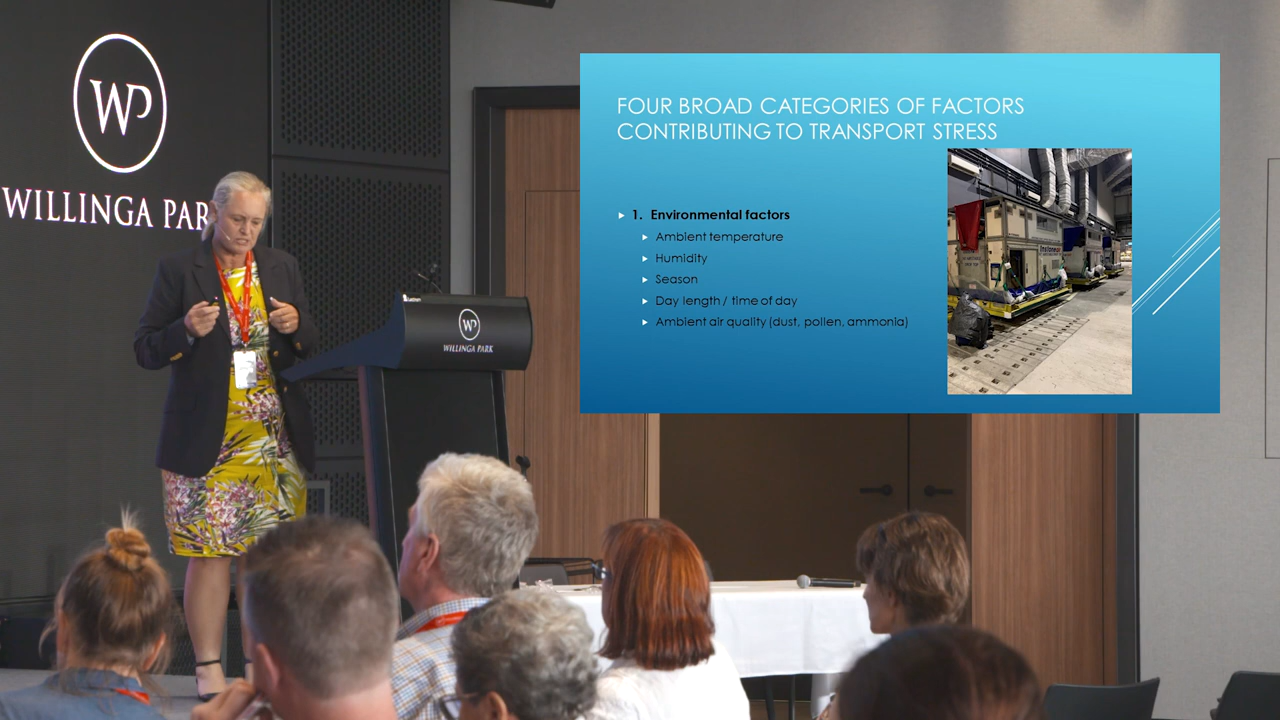 WP
WILLINGA PAR
WP
WILLINGA PARK
FOUR BROAD CATEGORIES OF FACTORS
CONTRIBUTING TO TRANSPORT STRESS
1. Environmental factors
Ambient temperature
Humidity
Season
Day length / time of day
Ambient air quality (dust, pollen, ammonia)